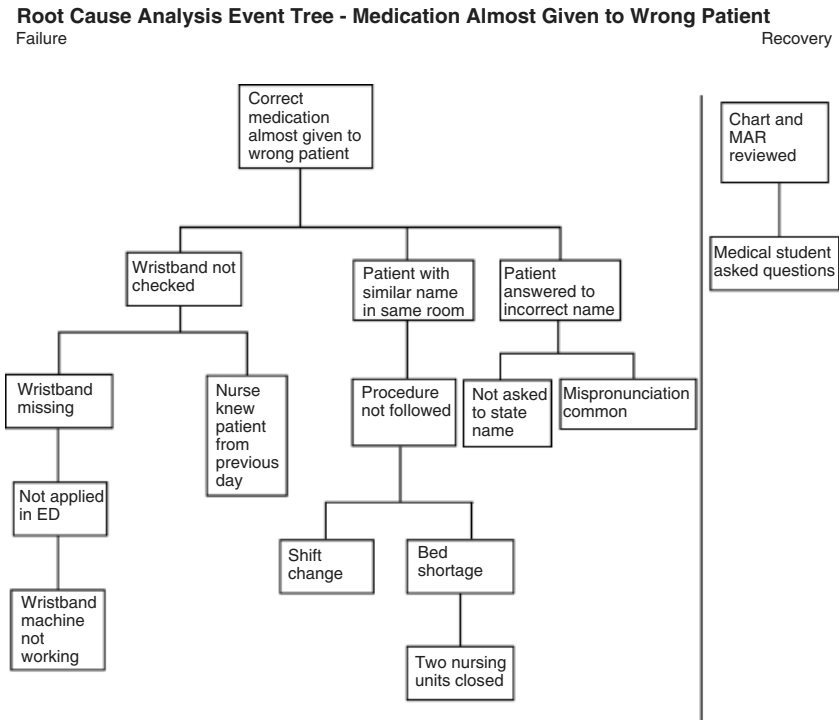 Root Cause Analysis Event Tree - Medication Almost Given to Wrong Patient
Failure
Recovery
Correct
medication
almost given to
wrong patient
Chart and
MAR
reviewed
Medical student
asked questions
Wristband not
checked
Patient with
similar name
in same room
Patient
answered to
incorrect name
Wristband
missing
Nurse
knew
patient
from
previous
day
Procedure
not followed
Not asked
to state
name
Mispronunciation
common
Not applied
in ED
Shift
change
Bed
shortage
Wristband
machine
not
working
Two nursing
units closed